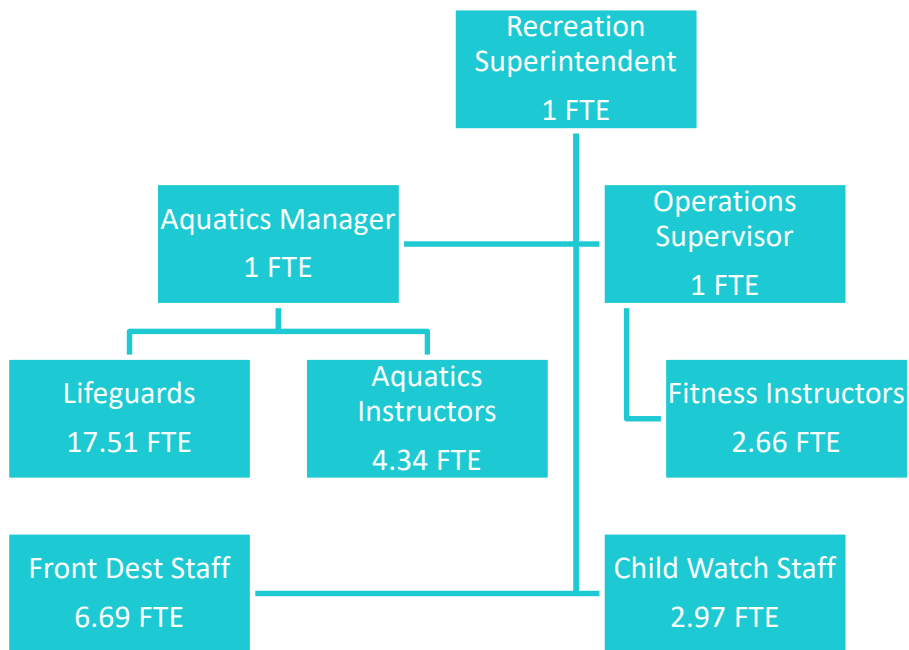 Recreation
Superintendent
1 FTE
Aquatics Manager
1 FTE
Operations
Supervisor
1 FTE
Lifeguards
17.51 FTE
Aquatics
Instructors
4.34 FTE
Fitness Instructors
2.66 FTE
Front Dest Staff
6.69 FTE
Child Watch Staff
2.97 FTE